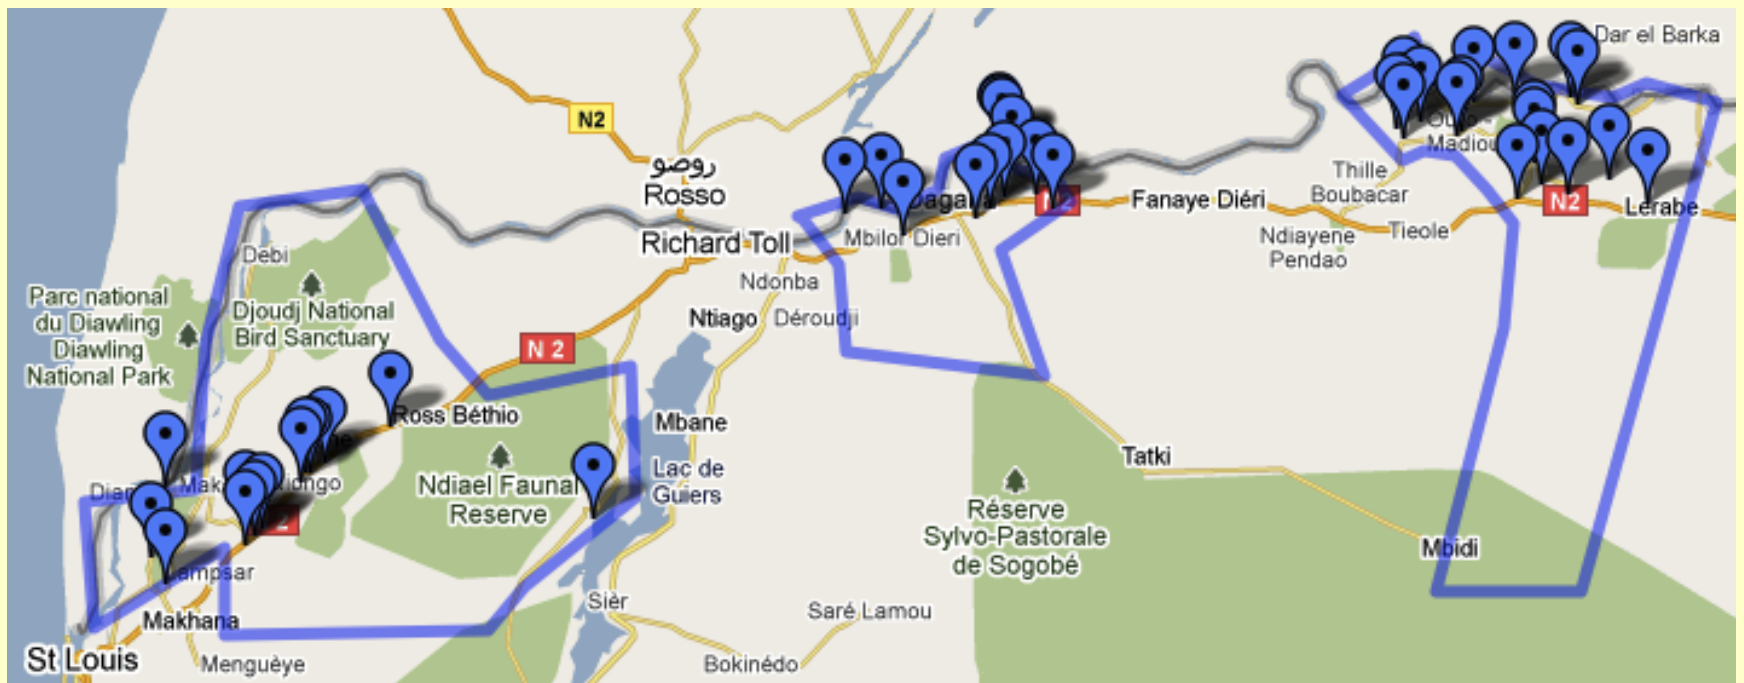 Dar el Barka
N2
Madiou
روصو
Rosso
Thille
Boubacar
N2
N2
Fanaye Diéri
Lerabe
Richard Toll
Mbilor Dieri
Ndiayene
Pendao
Tieole
Debi
Ndonba
Parc national
du Diawling
Diawling
National Park
Djoudj National
Bird Sanctuary
Ntiago
Déroudji
N 2
Ross Béthio
Mbane
Tatki
Lac de
Guiers
Ndiael Faunal
Reserve
Réserve
Sylvo-Pastorale
de Sogobé
2
Mbidi
Sièr
Saré Lamou
Makhana
St Louis
Menguèye
Bokinédo